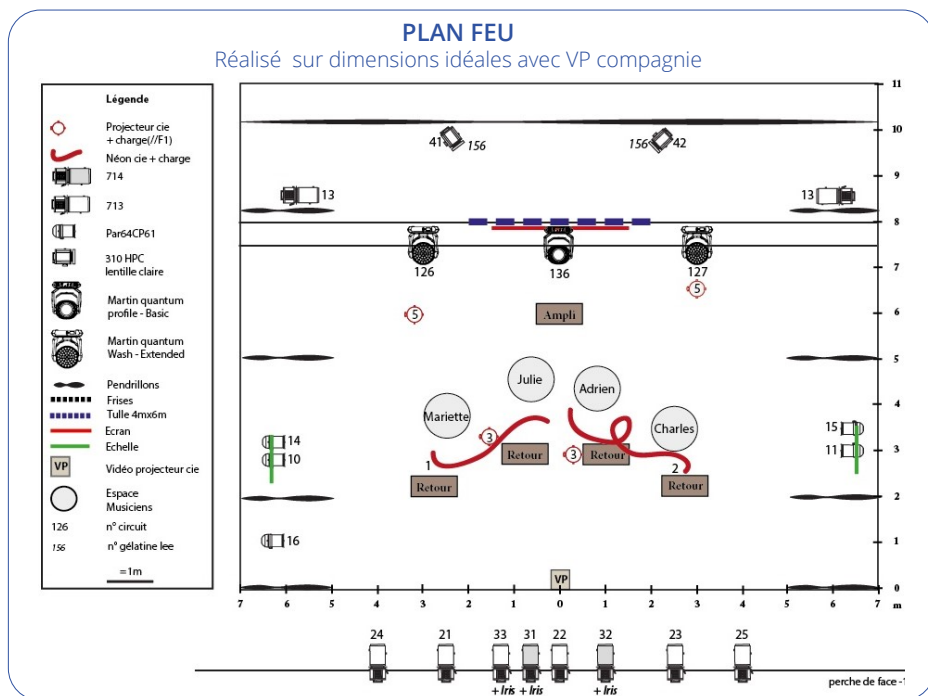 PLAN FEU
Réalisé sur dimensions idéales avec VP compagnie
Légende
Projecteur cie
+ charge(//F1)
Néon cie + charge
714
713
Par64CP61
310 HPC
lentille claire
Martin quantum
profile - Basic
Martin quantum
Wash - Extended
Pendrillons
Frises
Tulle 4mx6m
Ecran
Echelle
VP
Vidéo projecteur cie
Espace
Musiciens
126
n° circuit
156
n° gélatine lee
=1m
11
10
9
8
7
6
5
4
3
2
1
0
m
41
156
156
42
13
13
126
136
127
5
5
Ampli
Julie
Adrien
Mariette
Charles
3
3
14
10
15
11
1
2
Retour
Retour
Retour
Retour
16
VP
7 6 5 4 3 2 1 0 1 2 3 4 5 6 7
24 21 33 31 22 32 23 25
+ Iris + Iris + Iris
perche de face -1